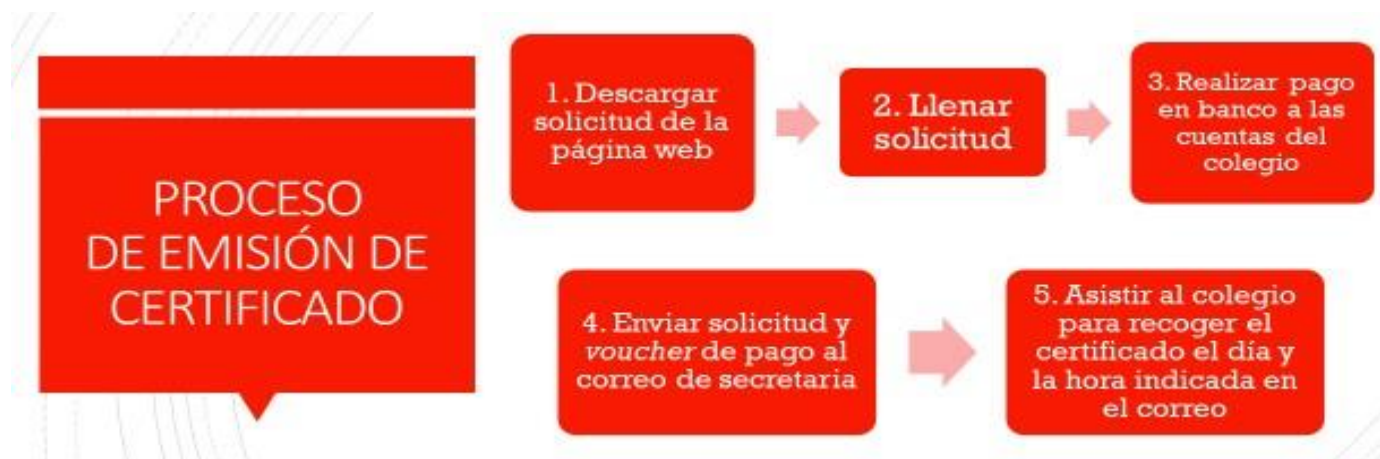 PROCESO
DE EMISIÓN DE
CERTIFICADO
1. Descargar
solicitud de la
página web
2. Llenar
solicitud
3. Realizar pago
en banco a las
cuentas del
colegio
4. Enviar solicitud y
voucher de pago al
correo de secretaria
5. Asistir al colegio
para recoger el
certificado el día y
la hora indicada en
el correo